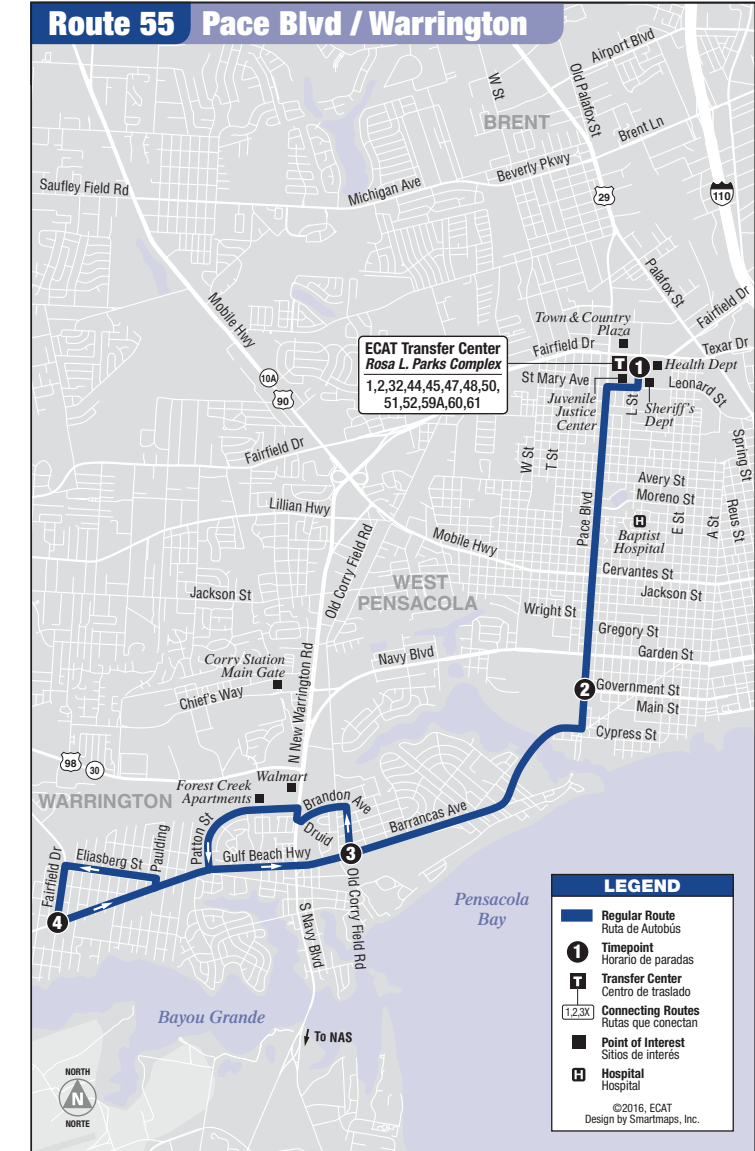 Route 55 Pace Blvd / Warrington
Airport Blvd
W St
Old Palafox St
BRENT
Brent Ln
Beverly Pkwy
Saufley Field Rd
Michigan Ave
29
110
Palafox St
Mobile Hwy
Fairfield Dr
Town & Country
Plaza
ECAT Transfer Center
Rosa L. Parks Complex
1,2,32,44,45,47,48,50,
51,52,59A,60,61
Fairfield Dr
Texar Dr
T
1
Health Dept
St Mary Ave
Leonard St
10A
90
Juvenile
Justice
Center
L St
Sheriff's
Dept
Spring St
Fairfield Dr
W St
T St
Avery St
Moreno St
Reus St
Lillian Hwy
Pace Blvd
H
Baptist
Hospital
E St
A St
Old Corry Field Rd
Mobile Hwy
Cervantes St
WEST
PENSACOLA
Jackson St
Jackson St
Wright St
Gregory St
Garden St
Navy Blvd
Corry Station
Main Gate
Chief's Way
N New Warrington Rd
2
Government St
Main St
Cypress St
98
30
Walmart
Forest Creek
Apartments
WARRINGTON
Brandon Ave
Druid
Barrancas Ave
Patton St
Paulding
Gulf Beach Hwy
3
Eliasberg St
Fairfield Dr
4
Old Corry Field Rd
S Navy Blvd
Pensacola
Bay
Bayou Grande
To NAS
NORTH
N
NORTE
LEGEND
Regular Route
Ruta de Autobús
1
Timepoint
Horario de paradas
T
Transfer Center
Centro de traslado
1,2,3X
Connecting Routes
Rutas que conectan
Point of Interest
Sitios de interés
H
Hospital
Hospital
©2016, ECAT
Design by Smartmaps, Inc.